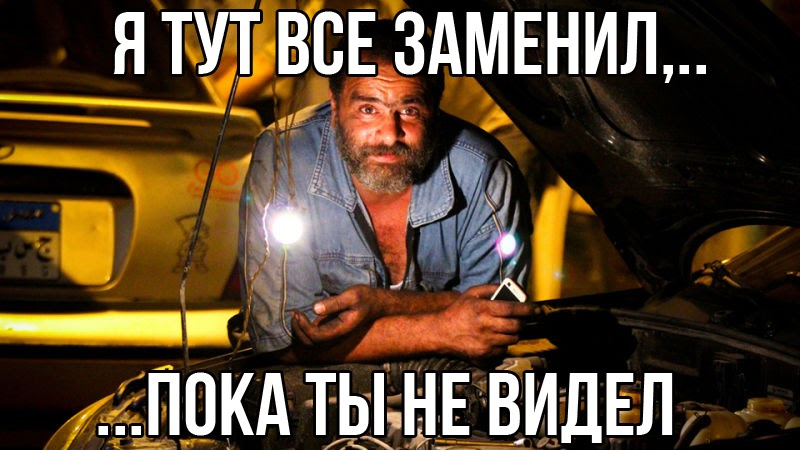 Я ТУТ ВСЕ ЗАМЕНИЛ,..
...ПОКА ТЫ НЕ ВИДЕЛ